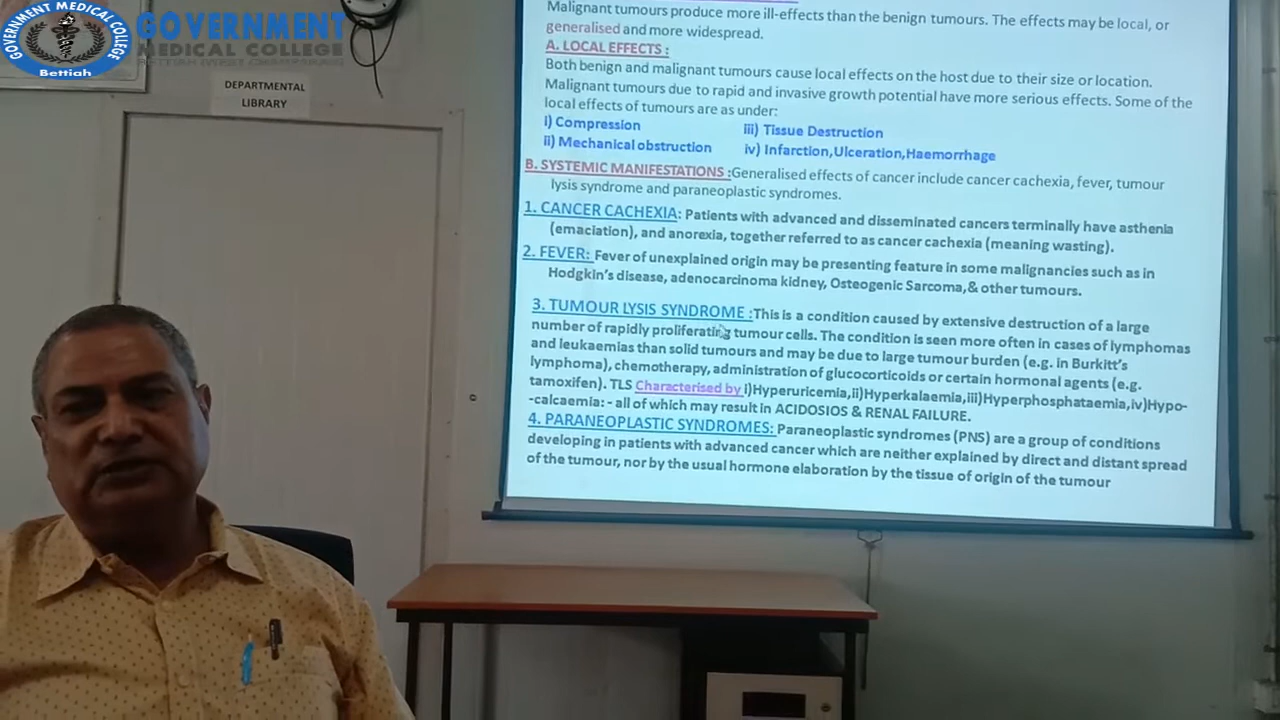 GOVERNMENT MEDICAL COLLEGE
Bettiah
GOVERNMENT
MEDICAL COLLEGE
DEPARTMENTAL
LIBRARY
Malignant tumours produce more ill-effects than the benign tumours. The effects may be local, or
generalised and more widespread.
A. LOCAL EFFECTS :
Both benign and malignant tumours cause local effects on the host due to their size or location.
Malignant tumours due to rapid and invasive growth potential have more serious effects. Some of the
local effects of tumours are as under:
i) Compression
iii) Tissue Destruction
ii) Mechanical obstruction
iv) Infarction,Ulceration,Haemorrhage
B. SYSTEMIC MANIFESTATIONS :Generalised effects of cancer include cancer cachexia, fever, tumour
lysis syndrome and paraneoplastic syndromes.
1. CANCER CACHEXIA: Patients with advanced and disseminated cancers terminally have asthenia
(emaciation), and anorexia, together referred to as cancer cachexia (meaning wasting).
2. FEVER: Fever of unexplained origin may be presenting feature in some malignancies such as in
Hodgkin's disease, adenocarcinoma kidney, Osteogenic Sarcoma,& other tumours.
3. TUMOUR LYSIS SYNDROME :This is a condition caused by extensive destruction of a large
number of rapidly proliferating tumour cells. The condition is seen more often in cases of lymphomas
and leukaemias than solid tumours and may be due to large tumour burden (e.g. in Burkitt's
lymphoma), chemotherapy, administration of glucocorticoids or certain hormonal agents (e.g.
tamoxifen). TLS Characterised by i)Hyperuricemia,ii)Hyperkalaemia,iii)Hyperphosphataemia,iv)Hypo-
-calcaemia: - all of which may result in ACIDOSIOS & RENAL FAILURE.
4. PARANEOPLASTIC SYNDROMES: Paraneoplastic syndromes (PNS) are a group of conditions
developing in patients with advanced cancer which are neither explained by direct and distant spread
of the tumour, nor by the usual hormone elaboration by the tissue of origin of the tumour